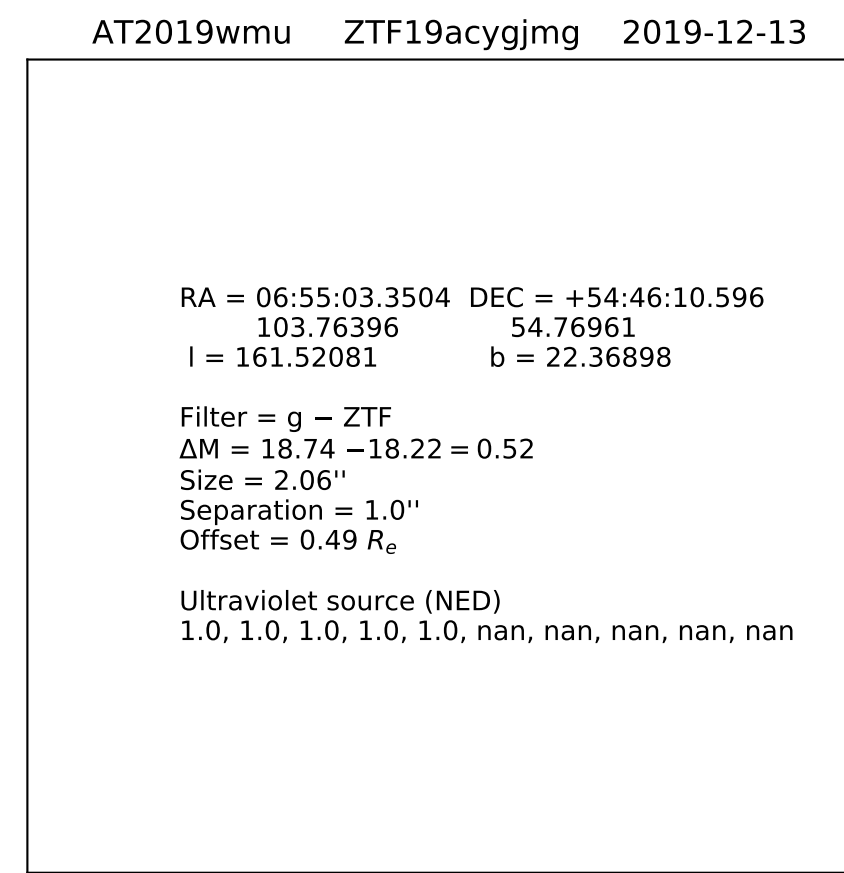 AT2019wmu ZTF19acygjmg 2019-12-13
RA = 06:55:03.3504 DEC = +54:46:10.596
103.76396 54.76961
l = 161.52081 b = 22.36898
Filter = g − ZTF
ΔM = 18.74 −18.22 = 0.52
Size = 2.06''
Separation = 1.0''
Offset = 0.49 Re
Ultraviolet source (NED)
1.0, 1.0, 1.0, 1.0, 1.0, nan, nan, nan, nan, nan